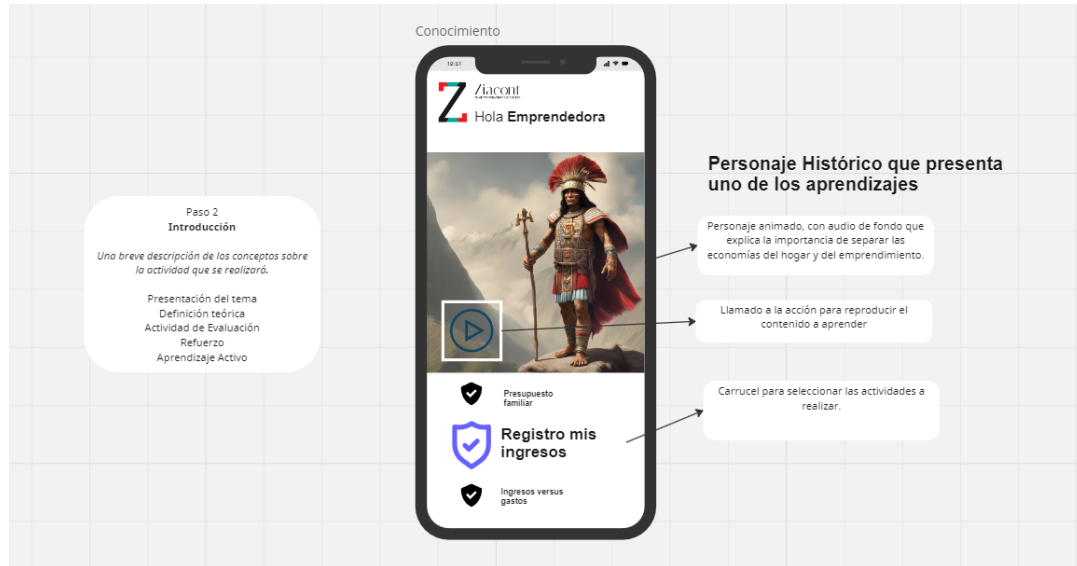 Conocimiento
19:31
Ziacont
Hola Emprendedora
Personaje Histórico que presenta
uno de los aprendizajes
Paso 2
Introducción
Una breve descripción de los conceptos sobre
la actividad que se realizará.
Presentación del tema
Definición teórica
Actividad de Evaluación
Refuerzo
Aprendizaje Activo
Personaje animado, con audio de fondo que
explica la importancia de separar las
economías del hogar y del emprendimiento.
Llamado a la acción para reproducir el
contenido a aprender
Carrucel para seleccionar las actividades a
realizar.
Presupuesto
familiar
Registro mis
ingresos
Ingresos versus
gastos